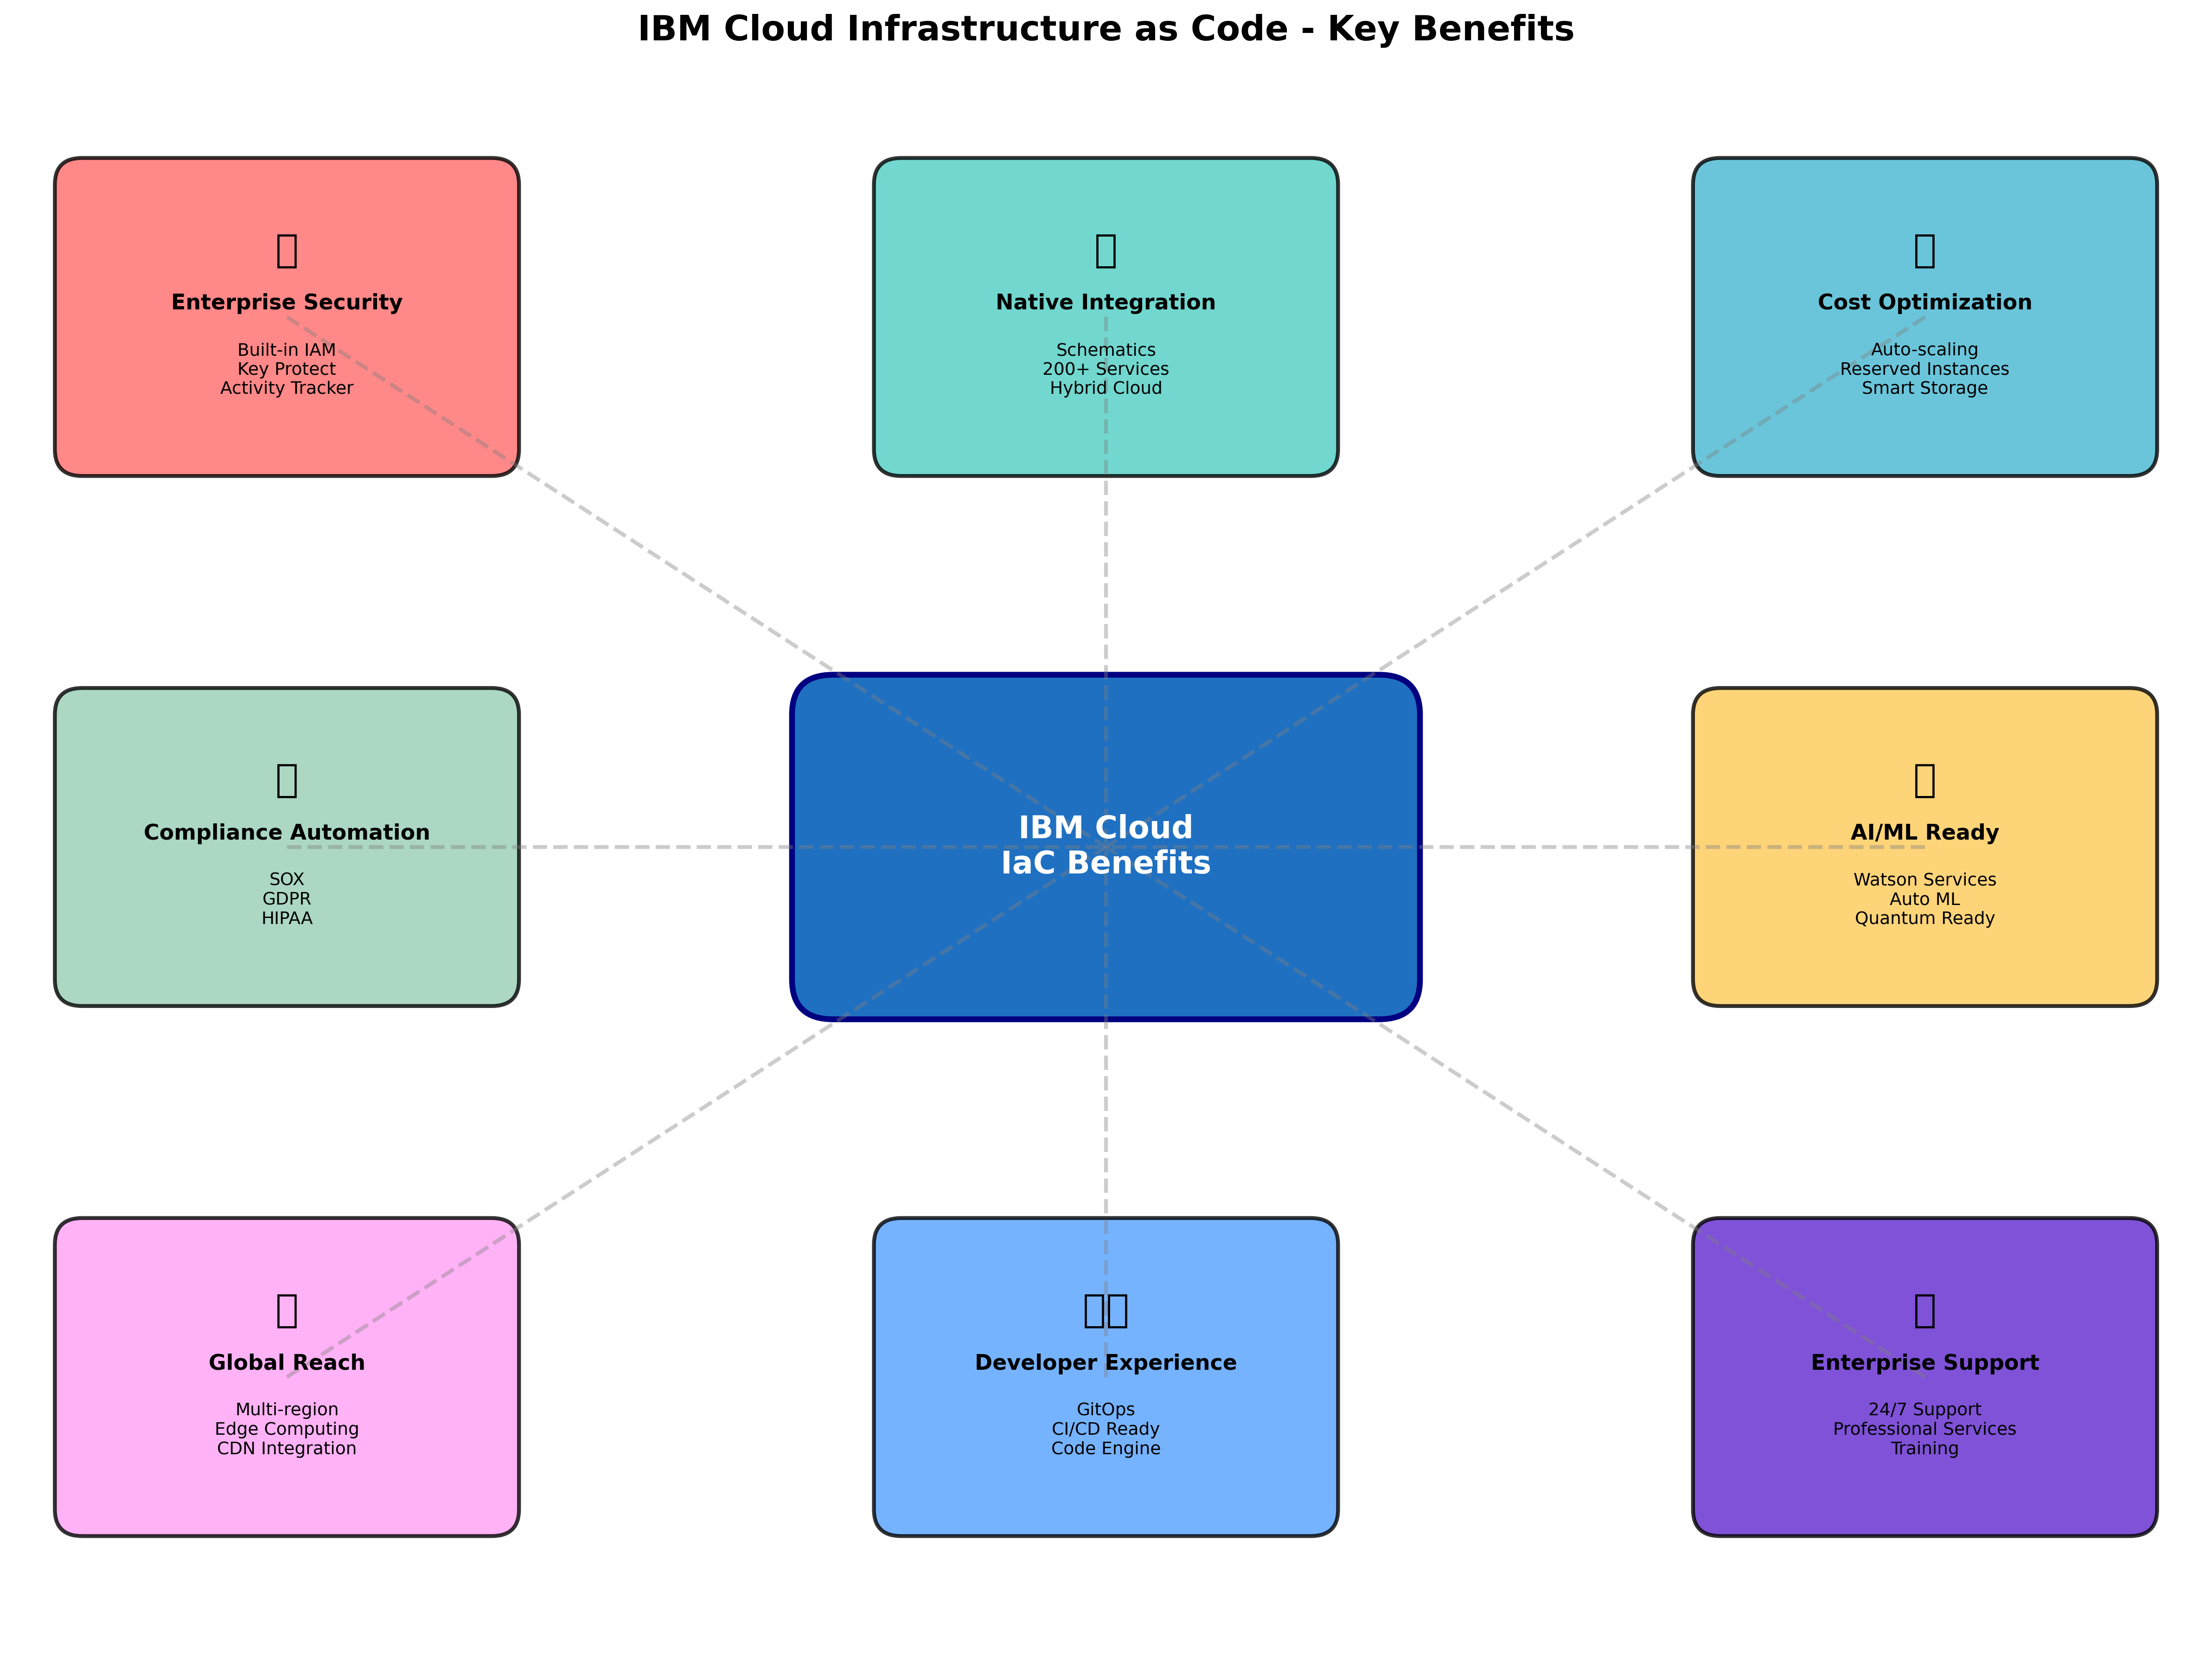 IBM Cloud Infrastructure as Code - Key Benefits
Enterprise Security
Built-in IAM
Key Protect
Activity Tracker
Native Integration
Schematics
200+ Services
Hybrid Cloud
Cost Optimization
Auto-scaling
Reserved Instances
Smart Storage
Compliance Automation
SOX
GDPR
HIPAA
IBM Cloud
IaC Benefits
AI/ML Ready
Watson Services
Auto ML
Quantum Ready
Global Reach
Multi-region
Edge Computing
CDN Integration
Developer Experience
GitOps
CI/CD Ready
Code Engine
Enterprise Support
24/7 Support
Professional Services
Training